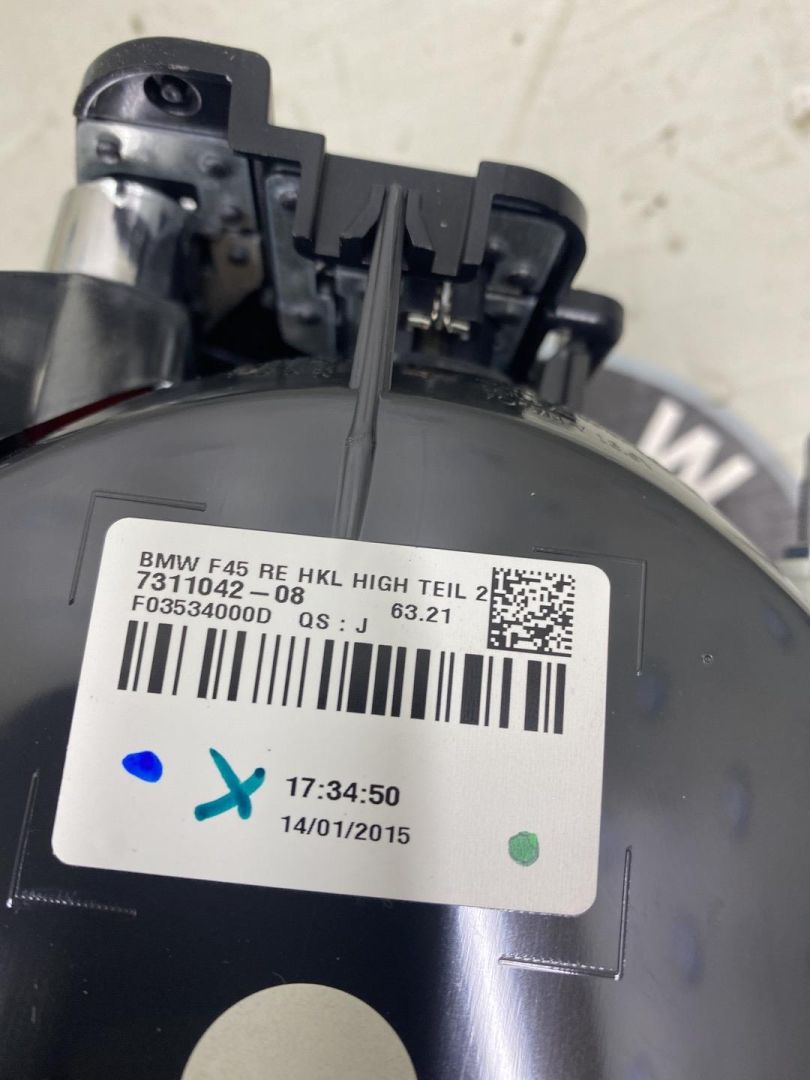 W
BMW F45 RE HKL HIGH TEIL 2
7311042-08 63.21
F03534000D QS : J
17:34:50
14/01/2015